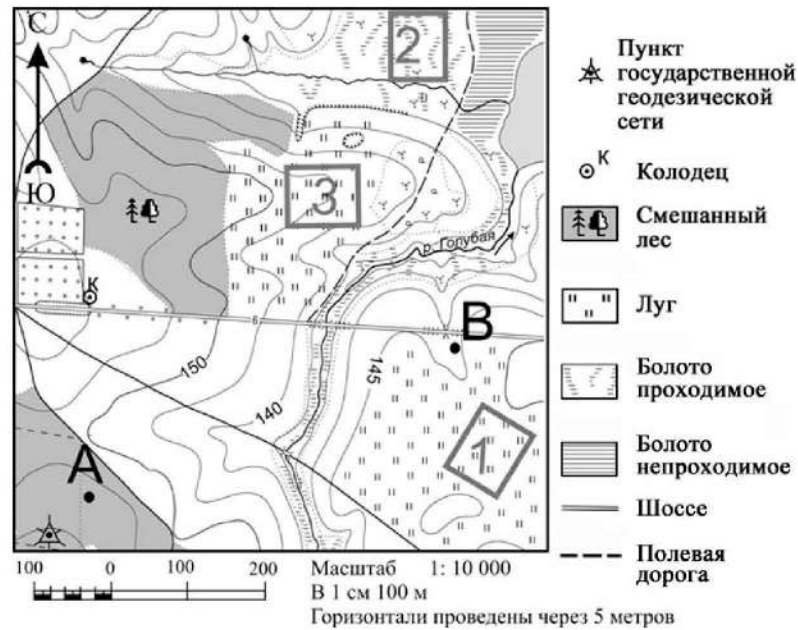 С
Ю
2
3
1
р. Голубая
К
6
В
А
150
140
145
Пункт
государственной
геодезической
сети
К
Колодец
Смешанный
лес
Луг
Болото
проходимое
Болото
непроходимое
Шоссе
Полевая
дорога
100 0 100 200
Масштаб 1: 10 000
В 1 см 100 м
Горизонтали проведены через 5 метров